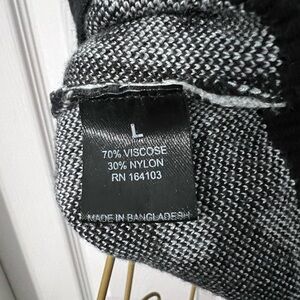 L
70% VISCOSE
30% NYLON
RN 164103
MADE IN BANGLADESH